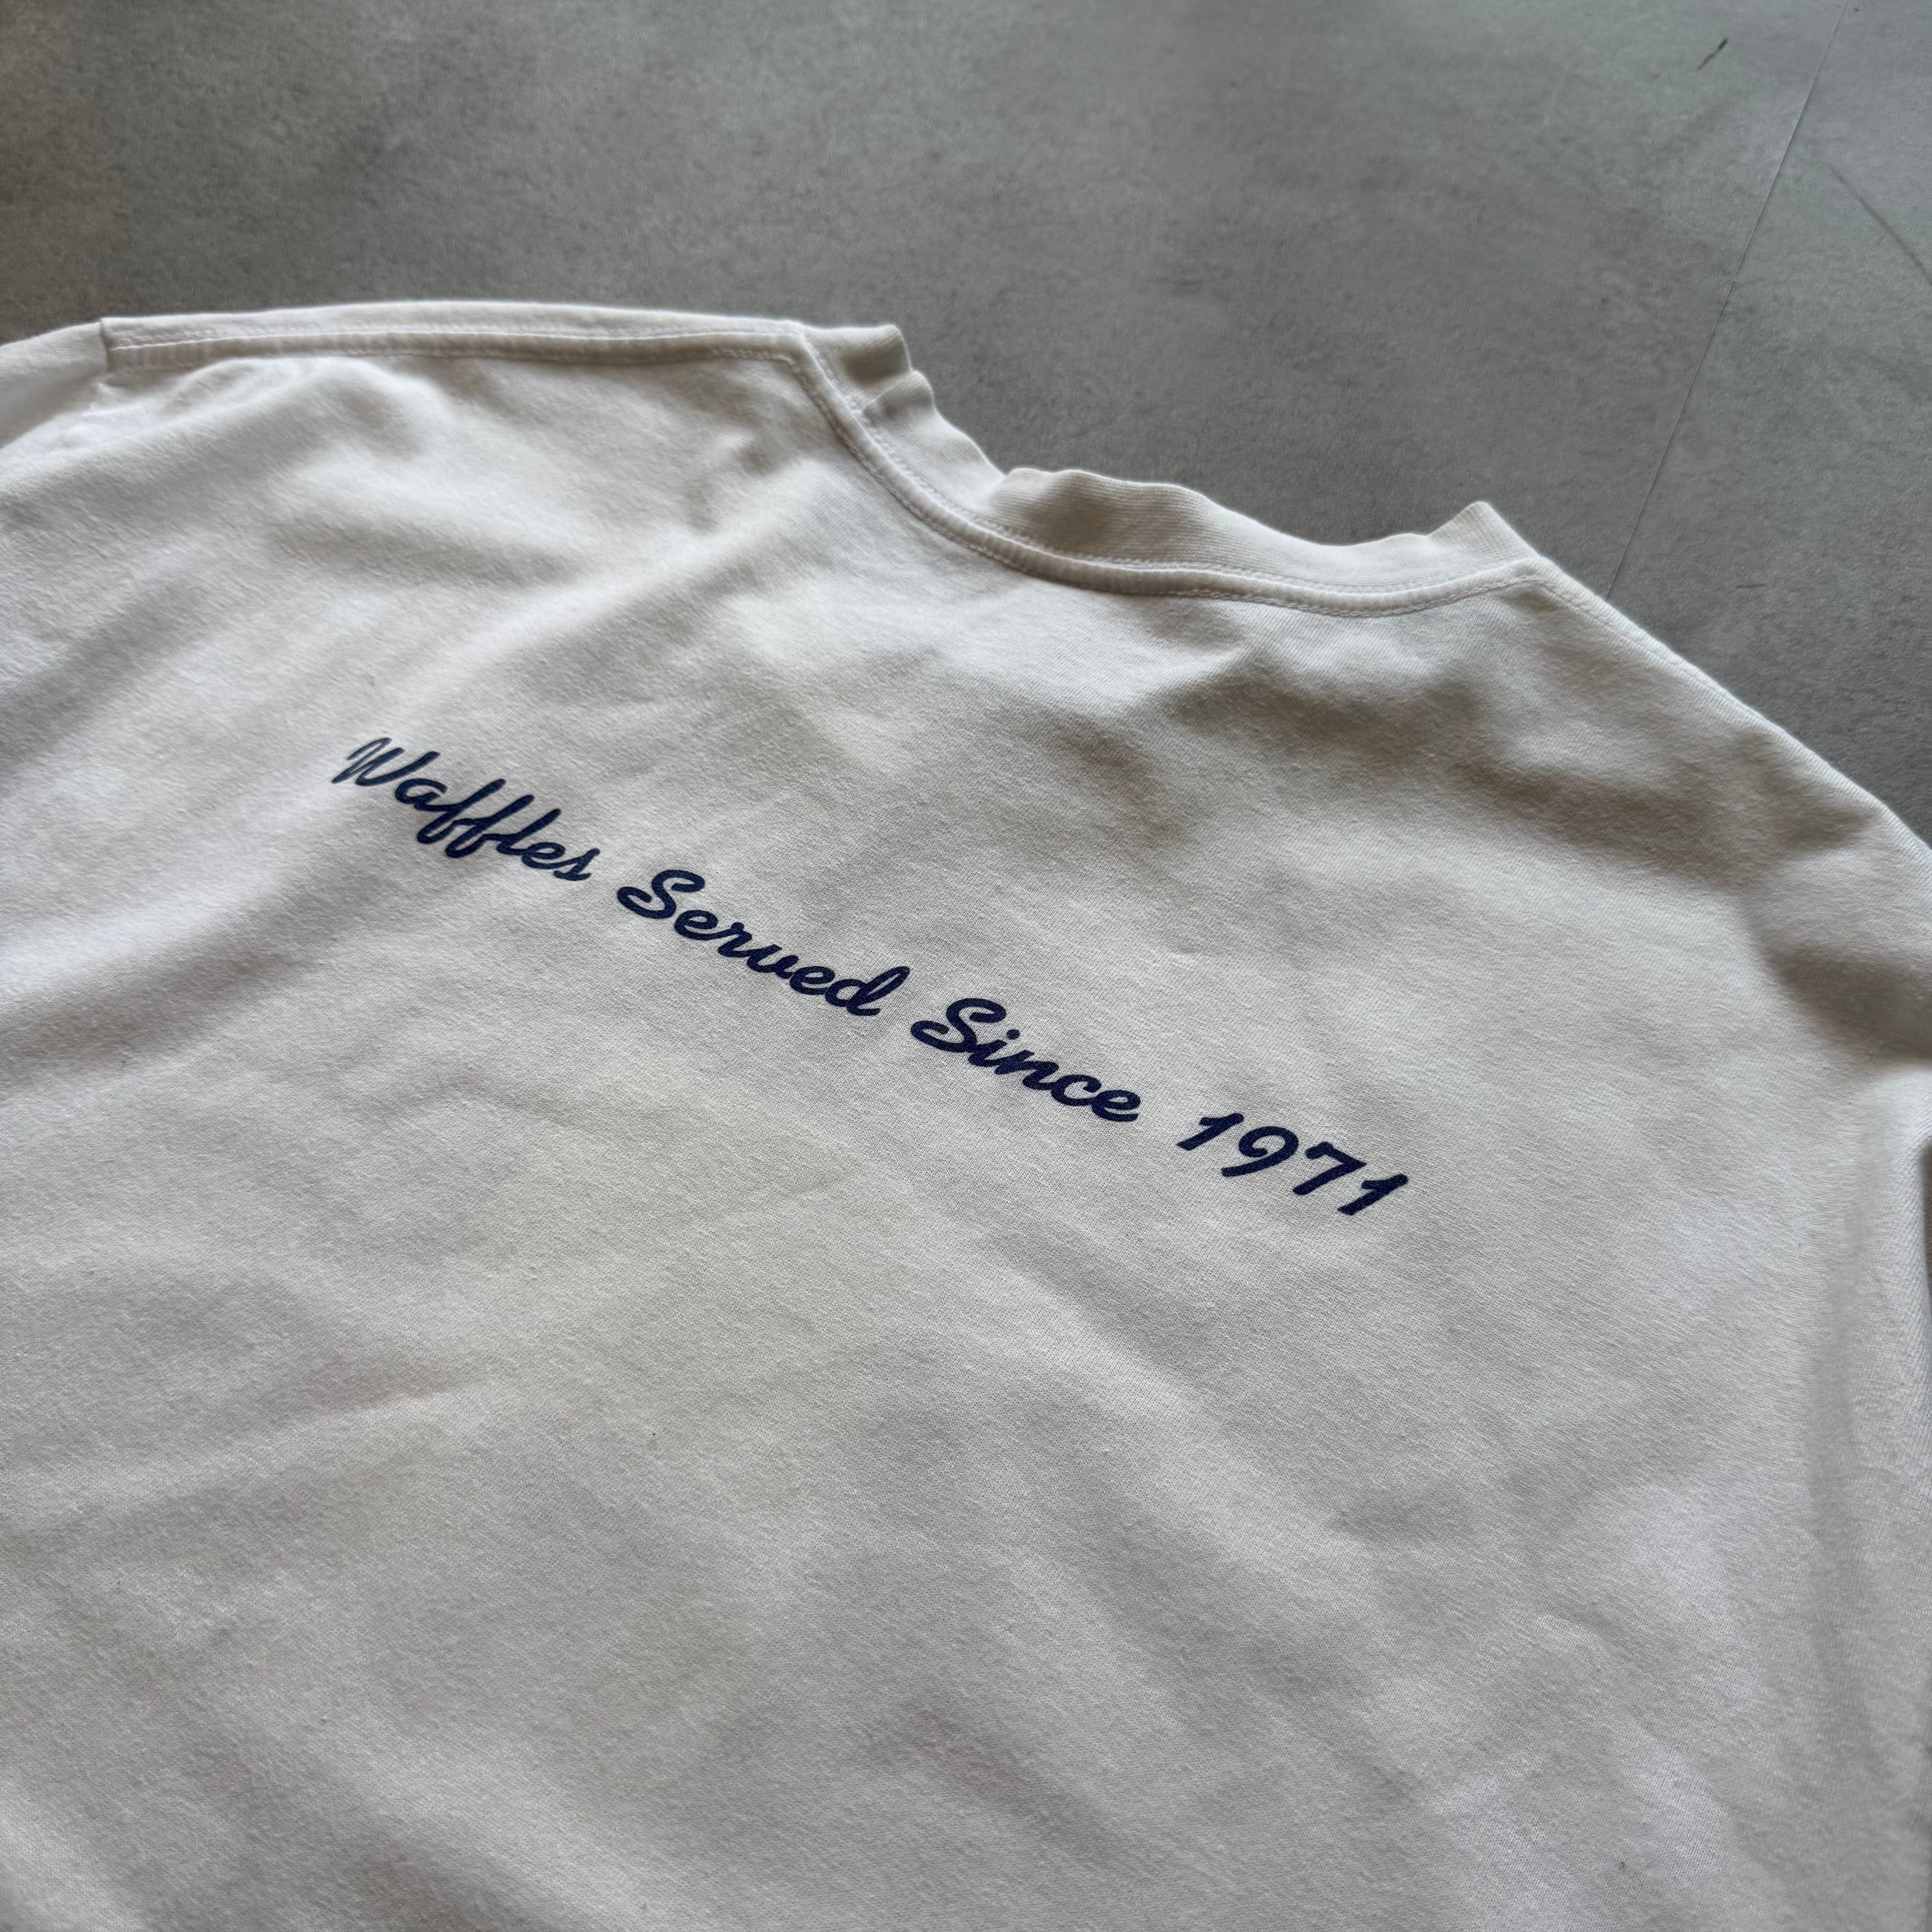 Waffles Served Since 1971